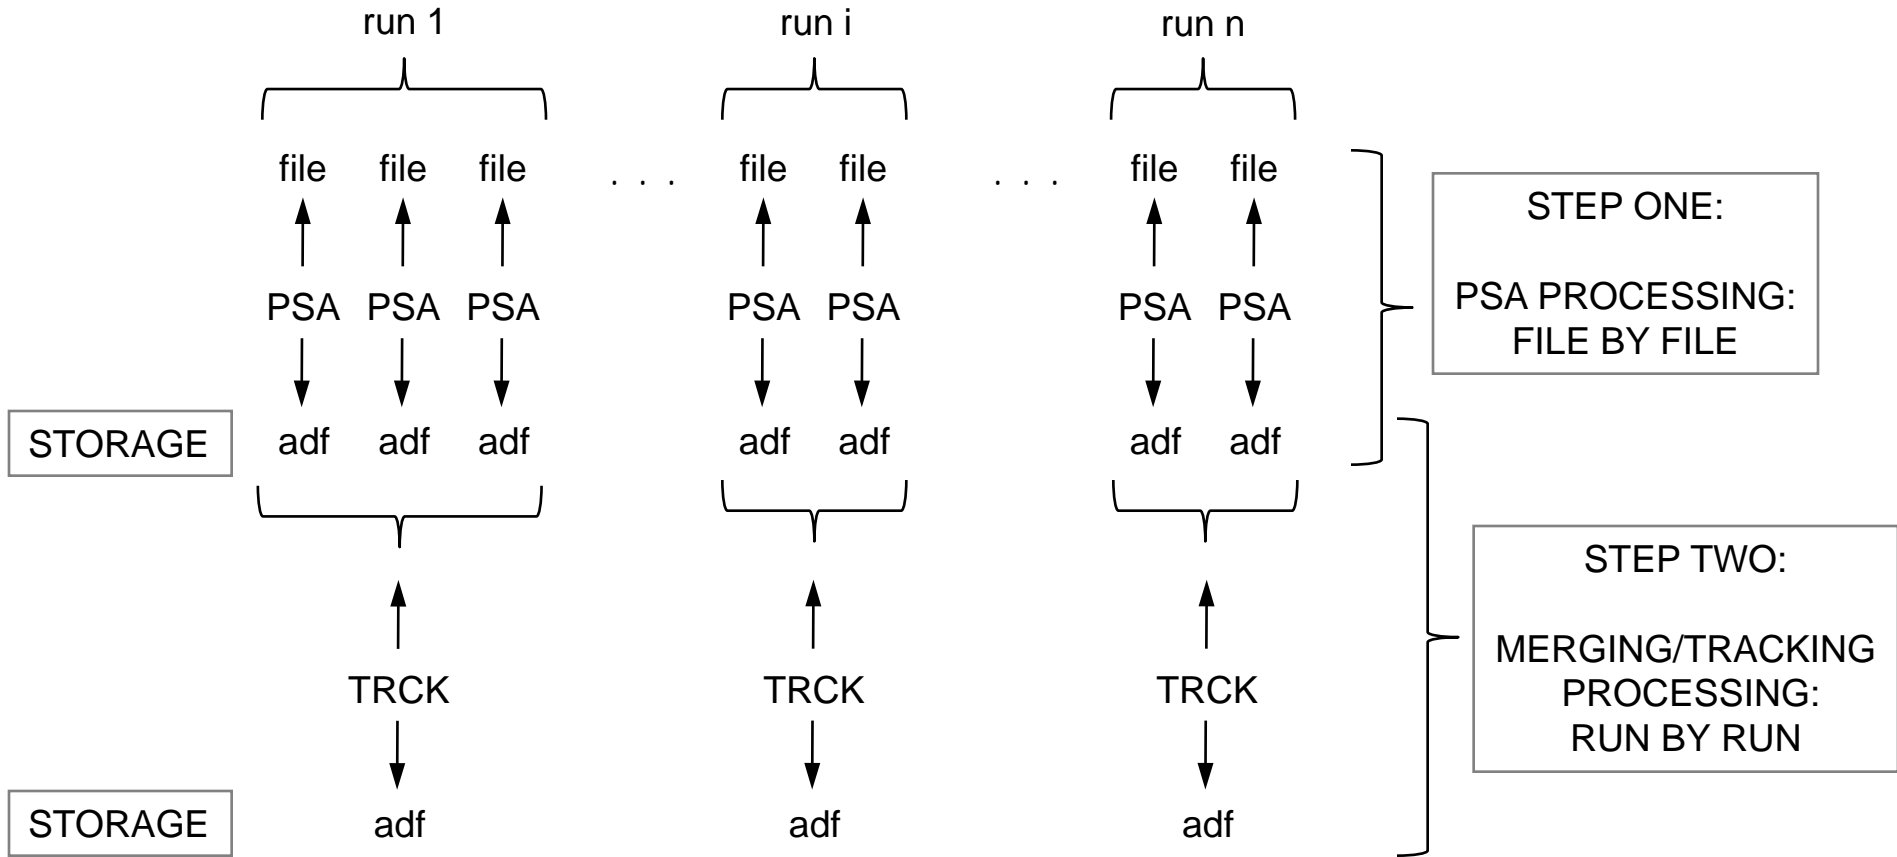 run 1 run i run n
file file file . . . file file . . . file file
STEP ONE:
PSA PROCESSING:
FILE BY FILE
PSA PSA PSA PSA PSA PSA PSA
STORAGE adf adf adf adf adf adf adf
STEP TWO:
MERGING/TRACKING
PROCESSING:
RUN BY RUN
TRCK TRCK TRCK
STORAGE adf adf adf